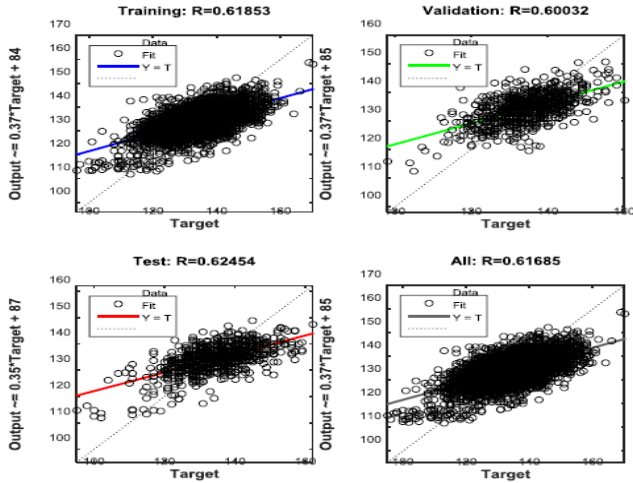 Training: R=0.61853
Output ~= 0.37*Target + 84
170
160
150
140
130
120
110
100
Data
Fit
Y = T
120
160
Target
Validation: R=0.60032
Output ~= 0.37*Target + 85
160
150
140
130
120
110
100
Data
Fit
Y = T
140
Target
Test: R=0.62454
Output ~= 0.35*Target + 87
160
150
140
130
120
110
100
Data
Fit
Y = T
140
160
Target
All: R=0.61685
Output ~= 0.37*Target + 85
170
160
150
140
130
120
110
100
Data
Fit
Y = T
120
160
Target